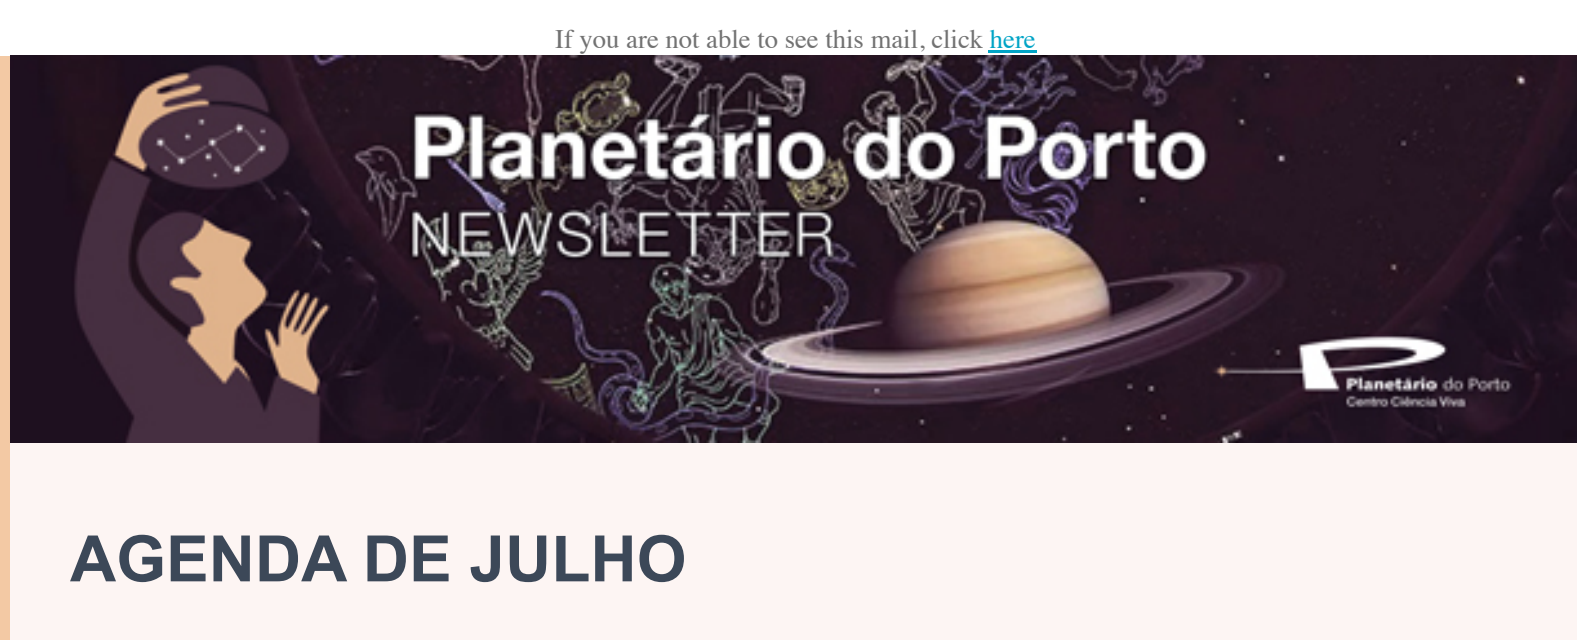 If you are not able to see this mail, click here
Planetário do Porto
NEWSLETTER
Planetário do Porto
Centro Ciência Viva
AGENDA DE JULHO